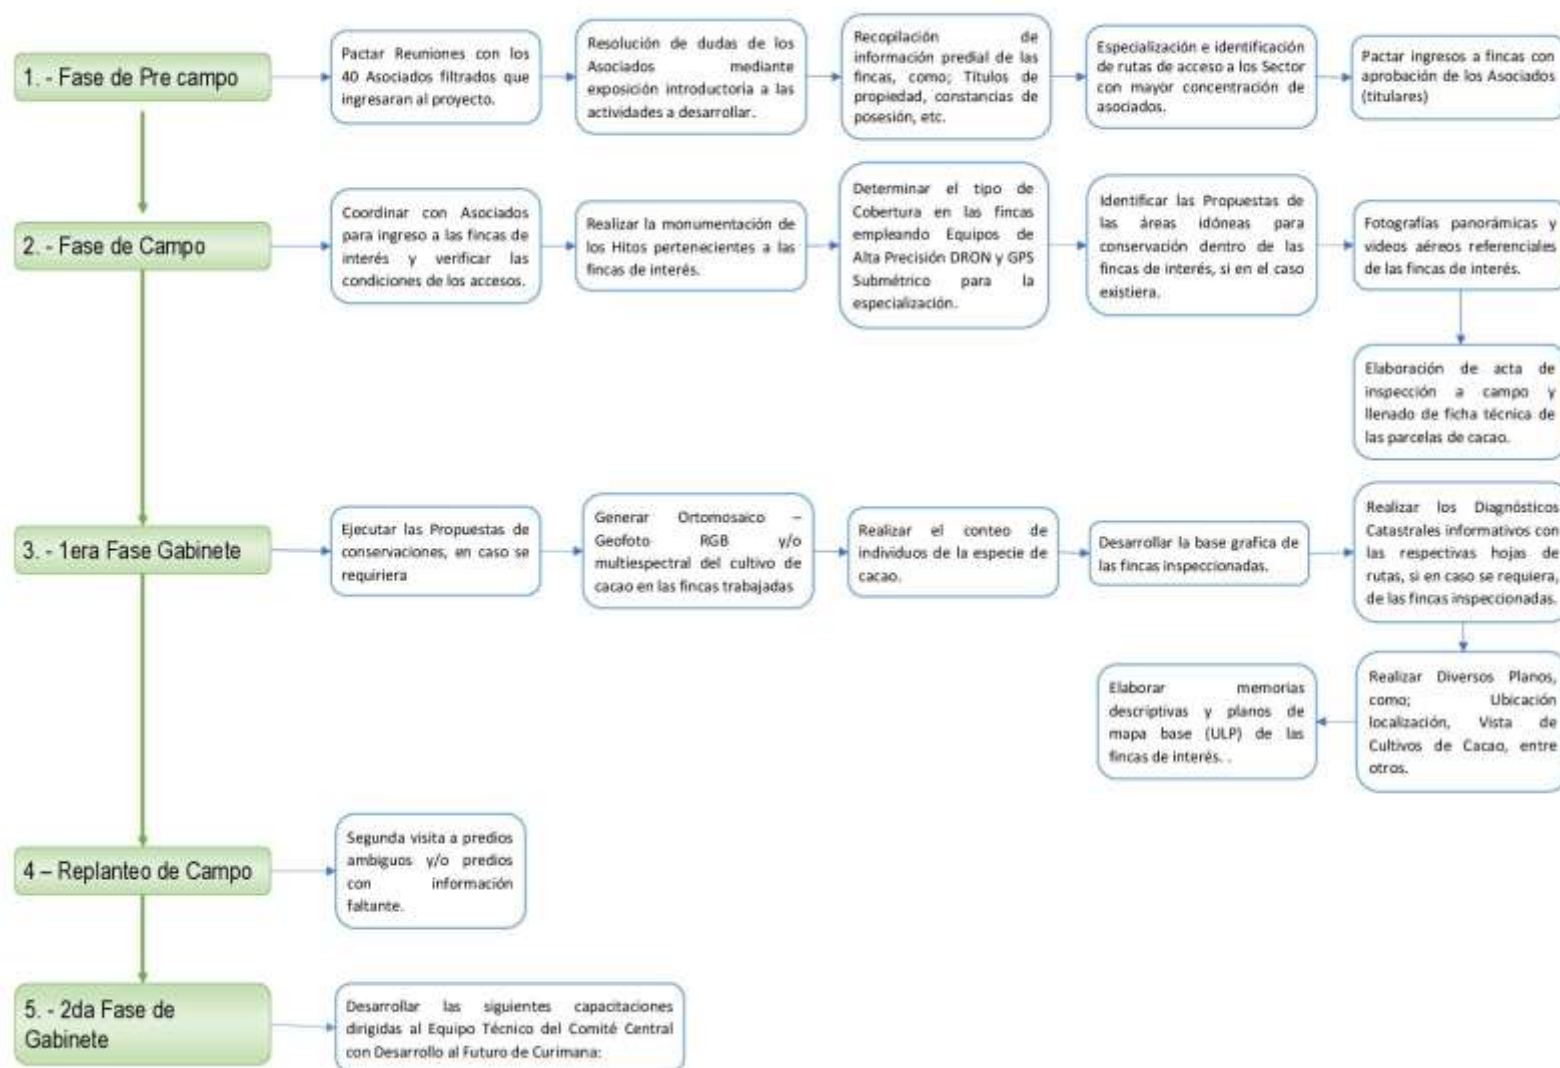 1. - Fase de Pre campo
Pactar Reuniones con los
40 Asociados filtrados que
ingresaran al proyecto.
Resolución de dudas de los
Asociados mediante
exposición introductoria a las
actividades a desarrollar.
Recopilación de
información predial de las
fincas, como; Títulos de
propiedad, constancias de
posesión, etc.
Especialización e identificación
de rutas de acceso a los Sector
con mayor concentración de
asociados.
Pactar ingresos a fincas con
aprobación de los Asociados
(titulares)
2. - Fase de Campo
Coordinar con Asociados
para ingreso a las fincas de
interés y verificar las
condiciones de los accesos.
Realizar la monumentación de
los Hitos pertenecientes a las
fincas de interés.
Determinar el tipo de
Cobertura en las fincas
empleando Equipos de
Alta Precisión DRON y GPS
Submétrico para la
especialización.
Identificar las Propuestas de
las áreas idóneas para
conservación dentro de las
fincas de interés, si en el caso
existiera.
Fotografías panorámicas y
videos aéreos referenciales
de las fincas de interés.
Elaboración de acta de
inspección a campo y
llenado de ficha técnica de
las parcelas de cacao.
3. - 1era Fase Gabinete
Ejecutar las Propuestas de
conservaciones, en caso se
requiriera
Generar Ortomosaico –
Geofoto RGB y/o
multiespectral del cultivo de
cacao en las fincas trabajadas
Realizar el conteo de
individuos de la especie de
cacao.
Desarrollar la base grafica de
las fincas inspeccionadas.
Realizar los Diagnósticos
Catastrales informativos con
las respectivas hojas de
rutas, si en caso se requiera,
de las fincas inspeccionadas.
Realizar Diversos Planos,
como; Ubicación
localización, Vista de
Cultivos de Cacao, entre
otros.
Elaborar memorias
descriptivas y planos de
mapa base (ULP) de las
fincas de interés. .
4 – Replanteo de Campo
Segunda visita a predios
ambiguos y/o predios
con información
faltante.
5. - 2da Fase de
Gabinete
Desarrollar las siguientes capacitaciones
dirigidas al Equipo Técnico del Comité Central
con Desarrollo al Futuro de Curimana: